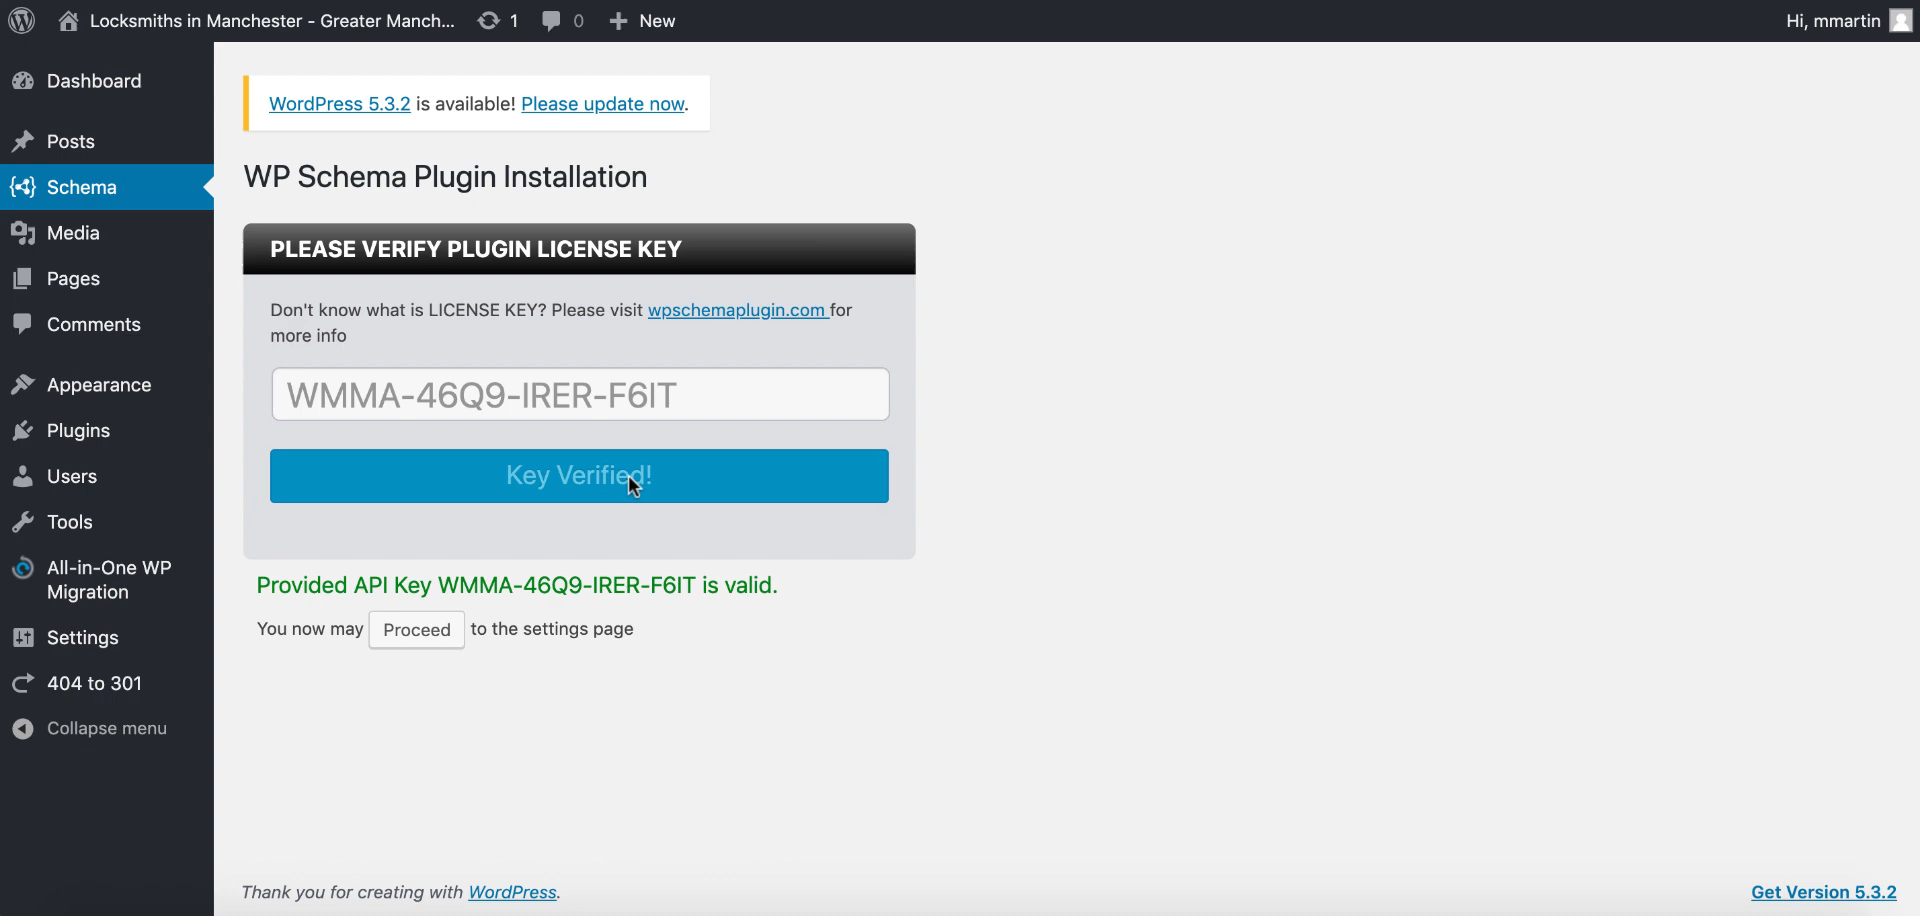 Locksmiths in Manchester - Greater Manch... 1 0 New Hi, mmartin
Dashboard
Posts
Schema
Media
Pages
Comments
Appearance
Plugins
Users
Tools
All-in-One WP
Migration
Settings
404 to 301
Collapse menu
WordPress 5.3.2 is available! Please update now.
WP Schema Plugin Installation
PLEASE VERIFY PLUGIN LICENSE KEY
Don't know what is LICENSE KEY? Please visit wpschemaplugin.com for
more info
WMMA-46Q9-IRER-F6IT
Key Verified!
Provided API Key WMMA-46Q9-IRER-F6IT is valid.
You now may Proceed to the settings page
Thank you for creating with WordPress.
Get Version 5.3.2